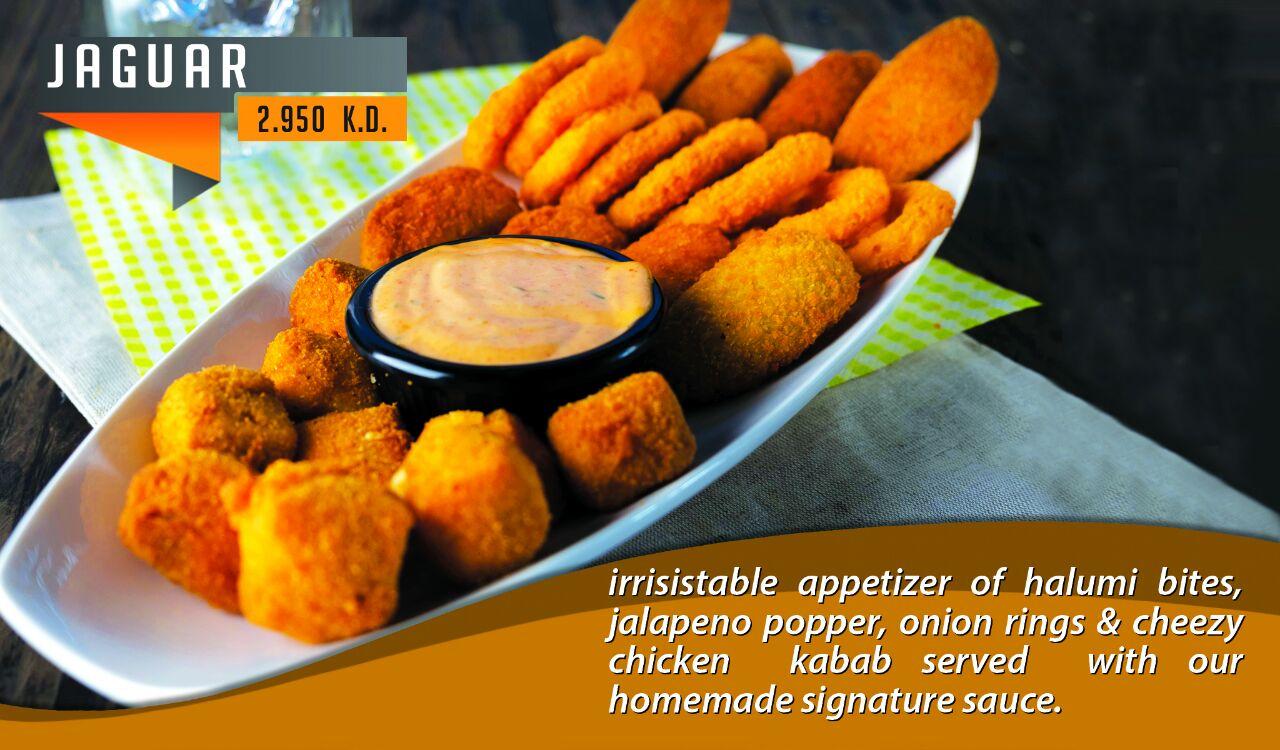 JAGUAR
2.950 K.D.
irrisistable appetizer of halumi bites,
jalapeno popper, onion rings & cheezy
chicken kabab served with our
homemade signature sauce.